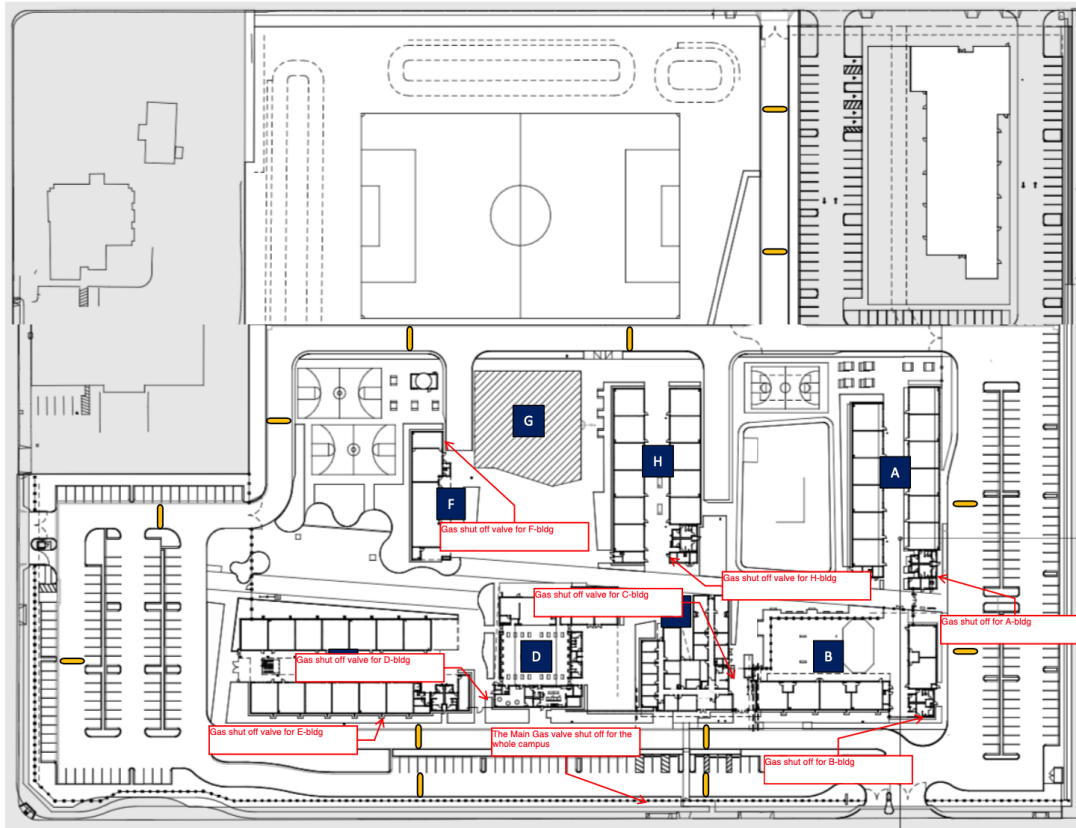 G
H
A
F
Gas shut off valve for F-bldg
Gas shut off valve for H-bldg
Gas shut off valve for C-bldg
Gas shut off for A-bldg
D
B
Gas shut off valve for D-bldg
Gas shut off valve for E-bldg
The Main Gas valve shut off for the
whole campus
Gas shut off for B-bldg